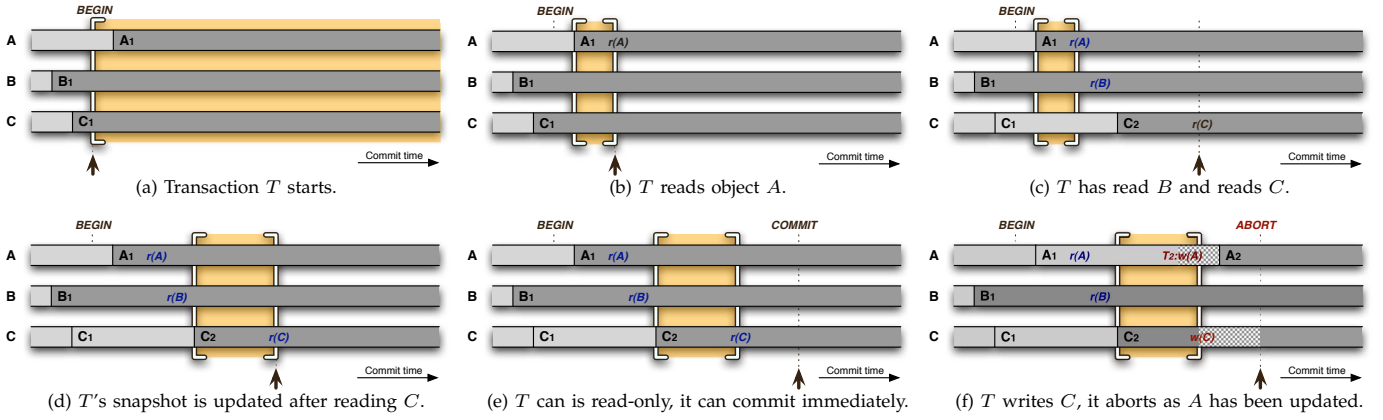 BEGIN
A A1
B B1
C C1
Commit time
(a) Transaction T starts.
BEGIN
A A1 r(A)
B B1
C C1
Commit time
(b) T reads object A.
BEGIN
A A1 r(A)
B B1 r(B)
C C1 C2 r(C)
Commit time
(c) T has read B and reads C.
BEGIN
A A1 r(A)
B B1 r(B)
C C1 C2 r(C)
Commit time
(d) T's snapshot is updated after reading C.
BEGIN COMMIT
A A1 r(A)
B B1 r(B)
C C1 C2 r(C)
Commit time
(e) T can is read-only, it can commit immediately.
BEGIN ABORT
A A1 r(A) T2:w(A) A2
B B1 r(B)
C C1 C2 w(C)
Commit time
(f) T writes C, it aborts as A has been updated.